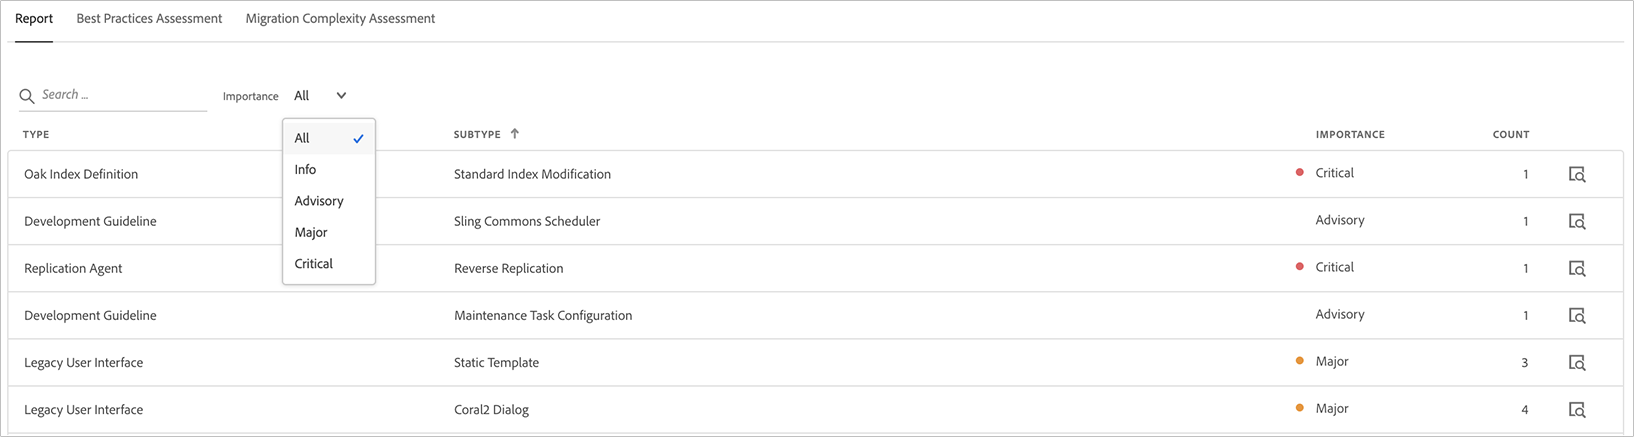 Report Best Practices Assessment Migration Complexity Assessment
Search ... Importance All
TYPE SUBTYPE IMPORTANCE COUNT
All
Oak Index Definition Standard Index Modification Critical 1
Info
Advisory
Development Guideline Sling Commons Scheduler Advisory 1
Major
Critical
Replication Agent Reverse Replication Critical 1
Development Guideline Maintenance Task Configuration Advisory 1
Legacy User Interface Static Template Major 3
Legacy User Interface Coral2 Dialog Major 4